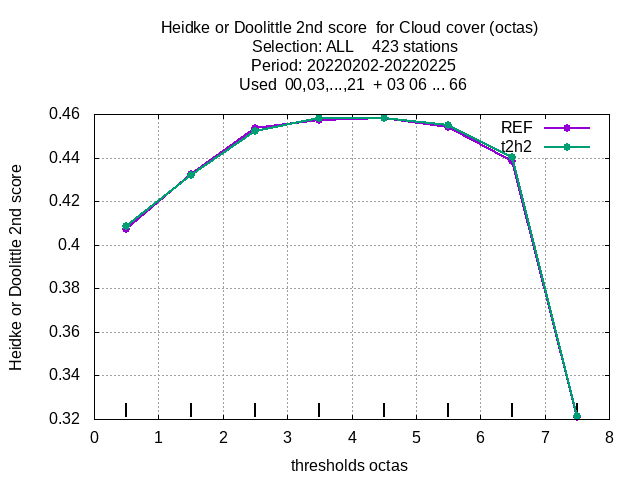 Heidke or Doolittle 2nd score  for Cloud cover (octas)
Selection: ALL    423 stations
Period: 20220202-20220225
Used  00,03,...,21  + 03 06 ... 66
Heidke or Doolittle 2nd score
0.46
0.44
0.42
0.4
0.38
0.36
0.34
0.32
REF
t2h2
0 1 2 3 4 5 6 7 8
thresholds octas